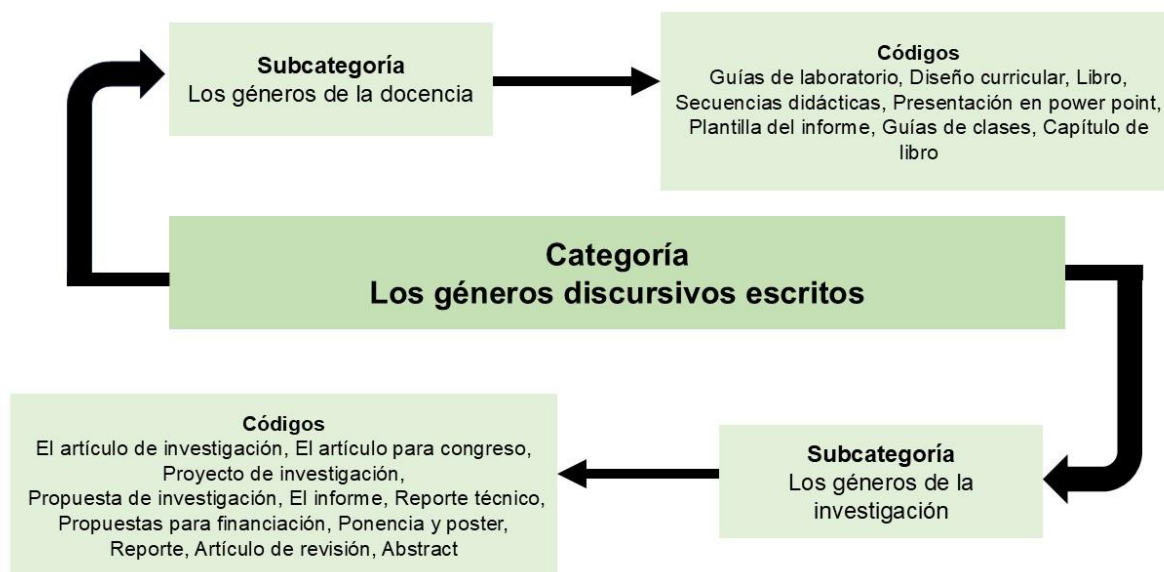 Subcategoría
Los géneros de la docencia
Códigos
Guías de laboratorio, Diseño curricular, Libro,
Secuencias didácticas, Presentación en power point,
Plantilla del informe, Guías de clases, Capítulo de
libro
Categoría
Los géneros discursivos escritos
Códigos
El artículo de investigación, El artículo para congreso,
Proyecto de investigación,
Propuesta de investigación, El informe, Reporte técnico,
Propuestas para financiación, Ponencia y poster,
Reporte, Artículo de revisión, Abstract
Subcategoría
Los géneros de la
investigación